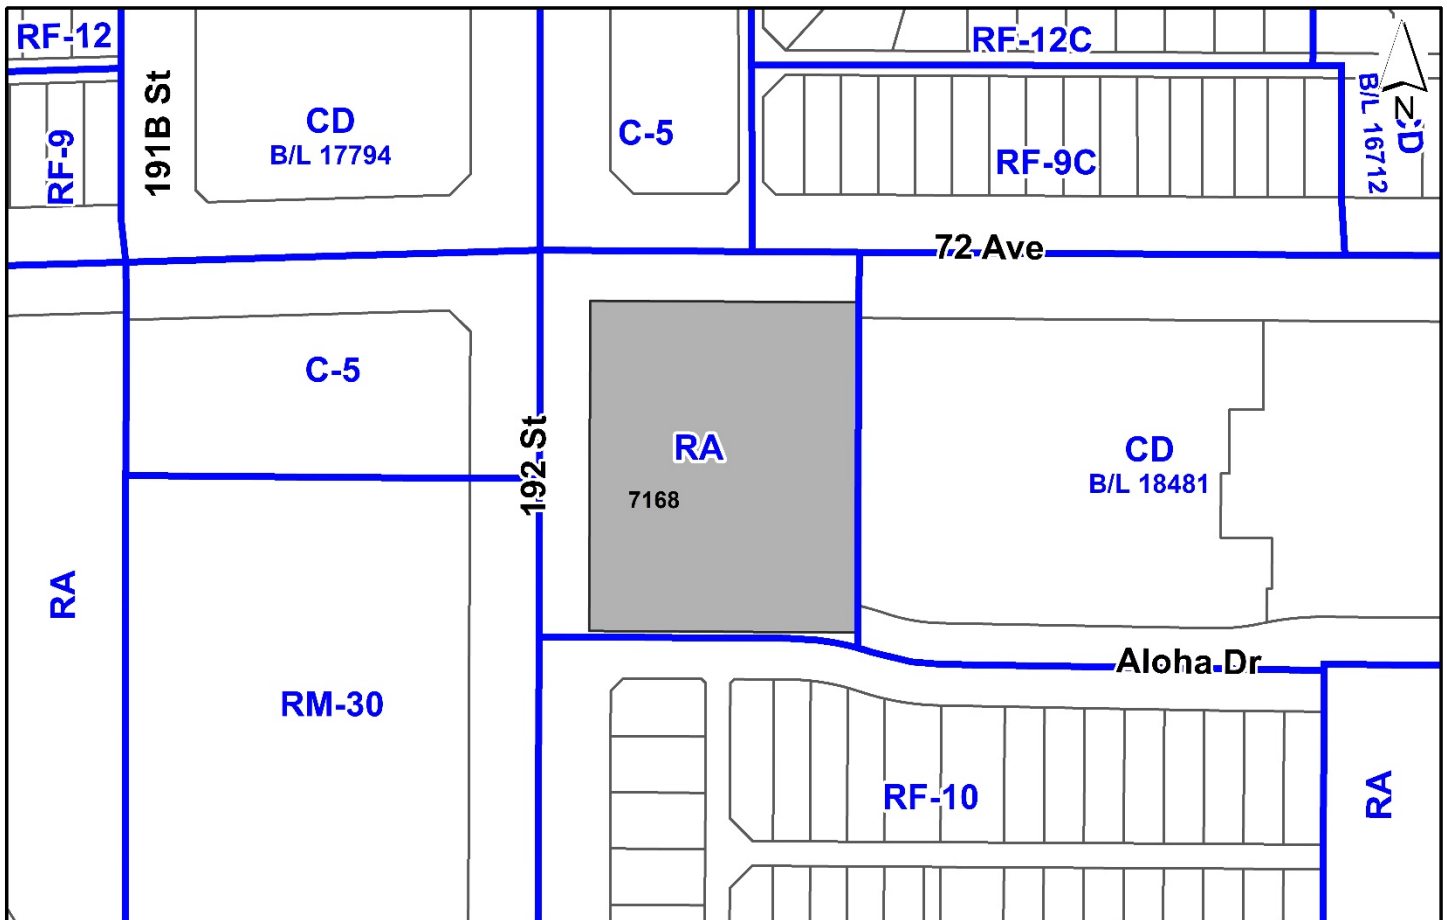 RF-12
RF-12C
191B St
CD
B/L 17794
C-5
RF-9
RF-9C
CD
B/L 16712
N
72 Ave
C-5
192 St
RA
7168
CD
B/L 18481
RA
RM-30
Aloha Dr
RF-10
RA